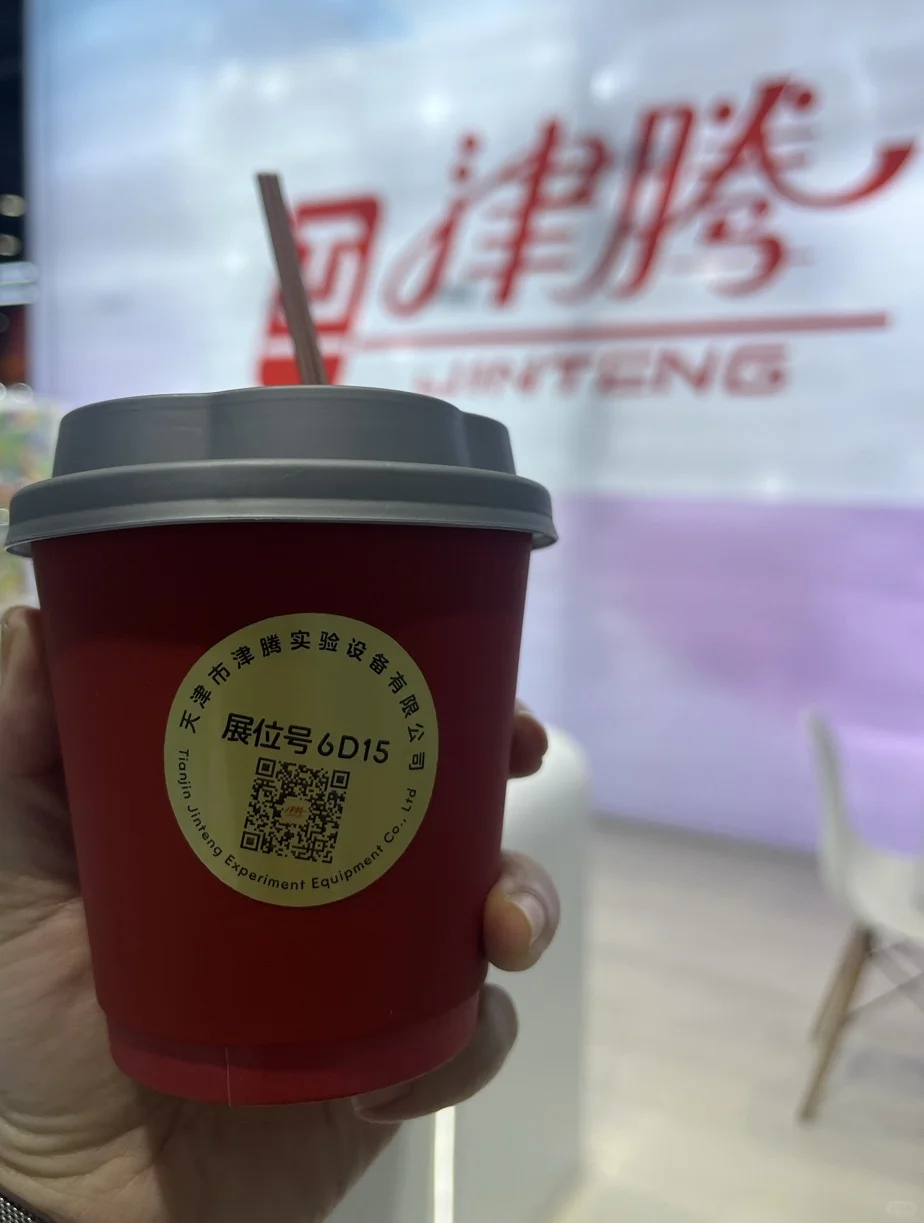 津腾
JINTENG
天津市津腾实验设备有限公司
展位号6D15
Tianjin Jinteng Experiment Equipment Co., Ltd